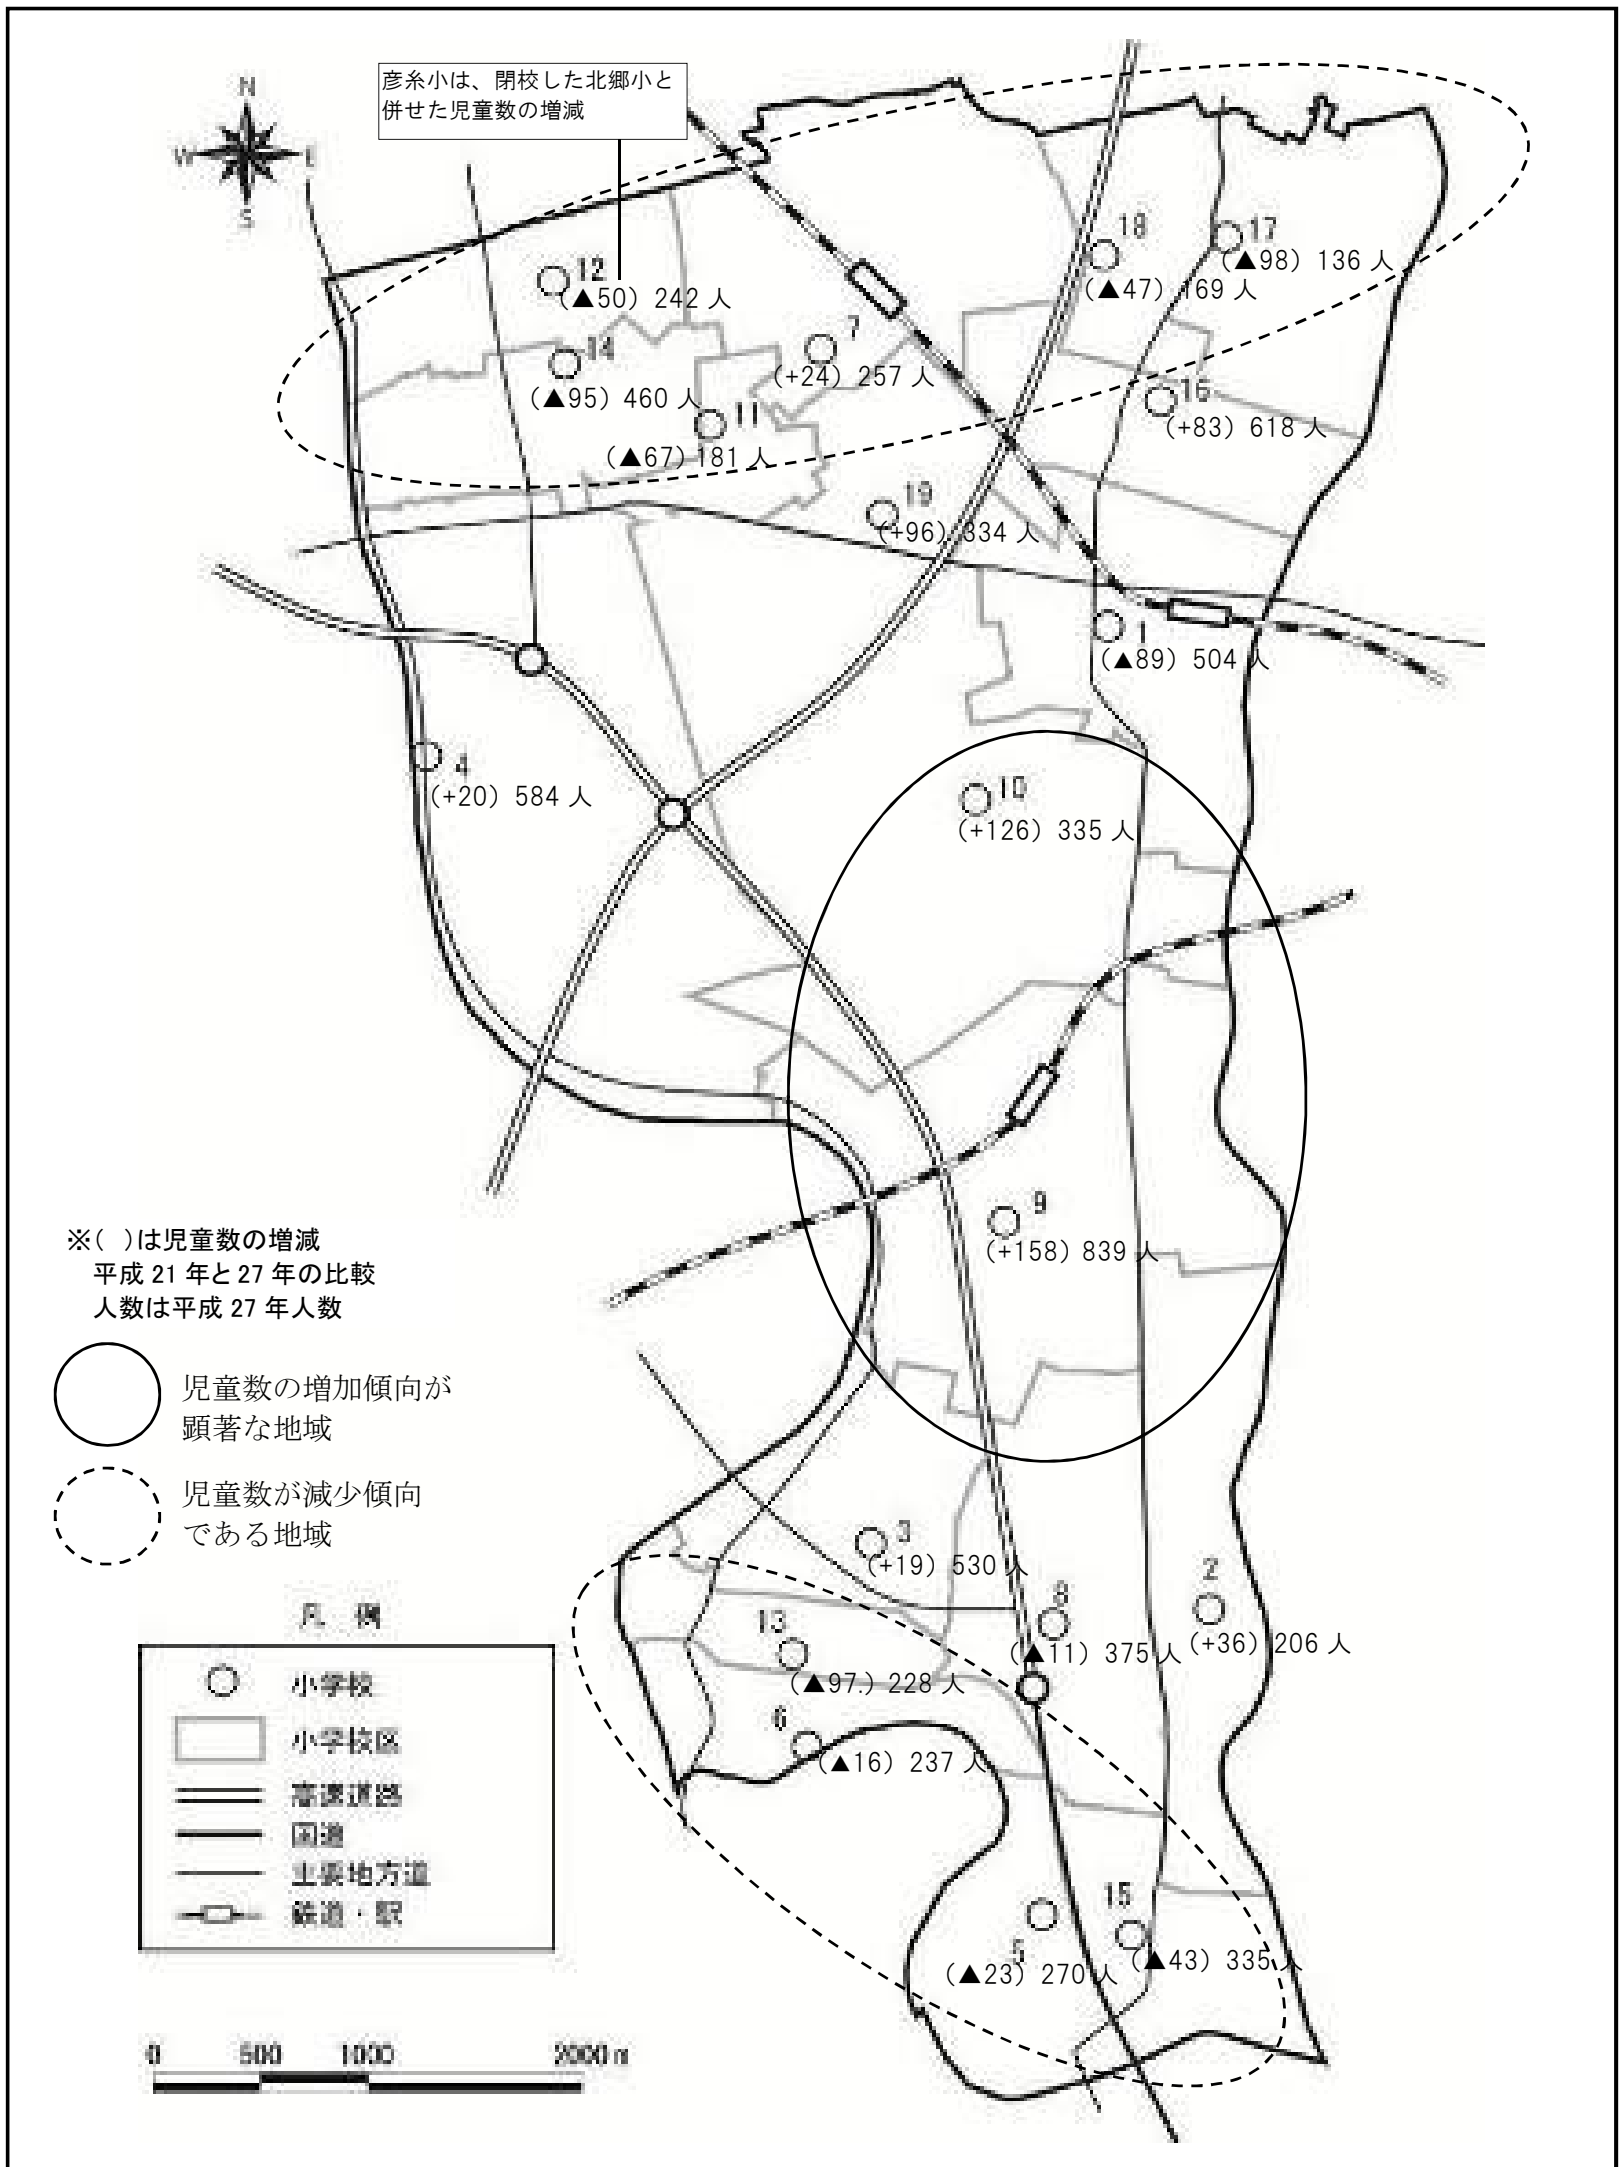 彦糸小は、閉校した北郷小と
併せた児童数の増減
N
W
E
S
18
17
(▲98) 136 人
(▲47) 169 人
12
(▲50) 242 人
7
(+24) 257 人
14
(▲95) 460 人
16
(+83) 618 人
11
(▲67) 181 人
19
(+96) 334 人
1
(▲89) 504 人
4
(+20) 584 人
10
(+126) 335 人
9
(+158) 839 人
※( )は児童数の増減
平成 21 年と 27 年の比較
人数は平成 27 年人数
児童数の増加傾向が
顕著な地域
児童数が減少傾向
である地域
3
(+19) 530 人
8
(▲11) 375 人
2
(+36) 206 人
13
(▲97.) 228 人
6
(▲16) 237 人
5
(▲23) 270 人
15
(▲43) 335 人
凡 例
小学校
小学校区
高速道路
国道
主要地方道
鉄道・駅
0 500 1000 2000m